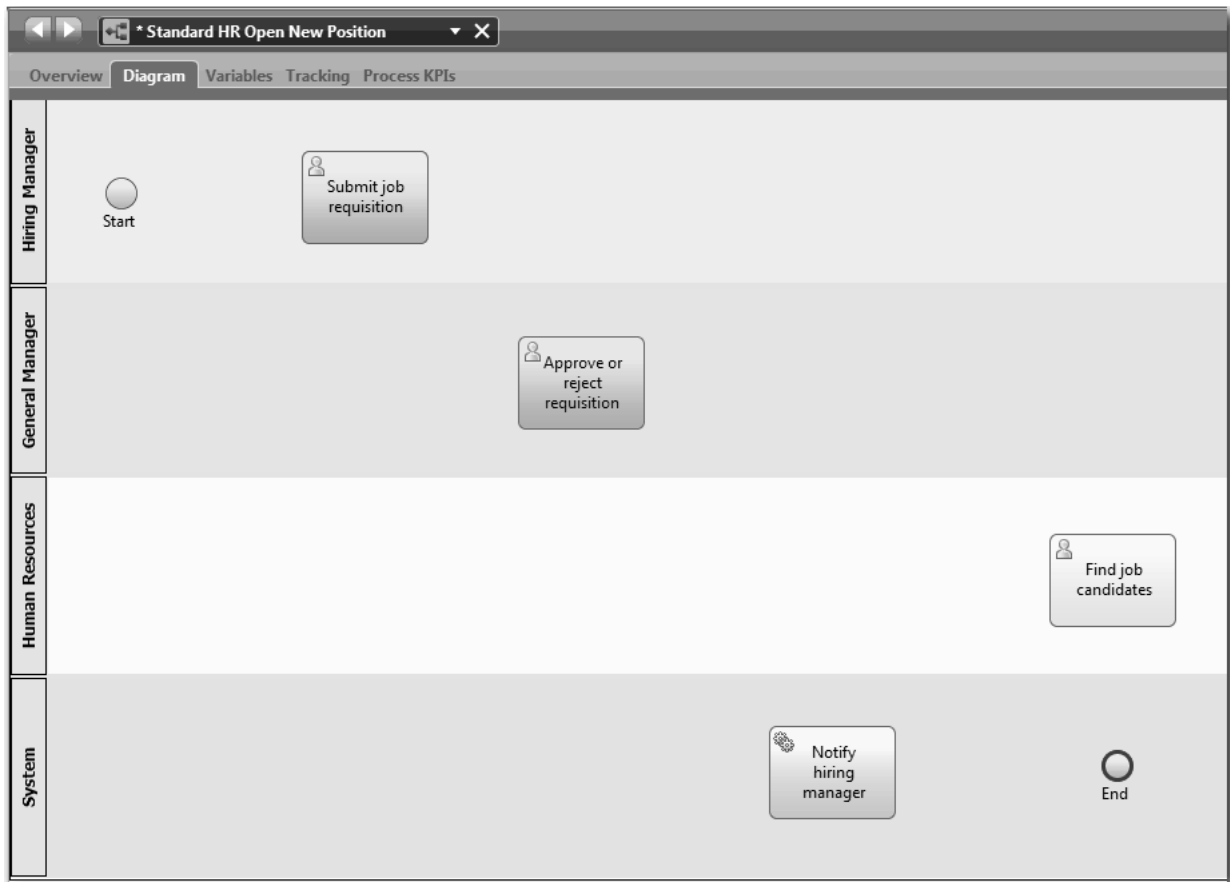 * Standard HR Open New Position
Overview Diagram Variables Tracking Process KPIs
Hiring Manager
Start
Submit job
requisition
General Manager
Approve or
reject
requisition
Human Resources
Find job
candidates
System
Notify
hiring
manager
End